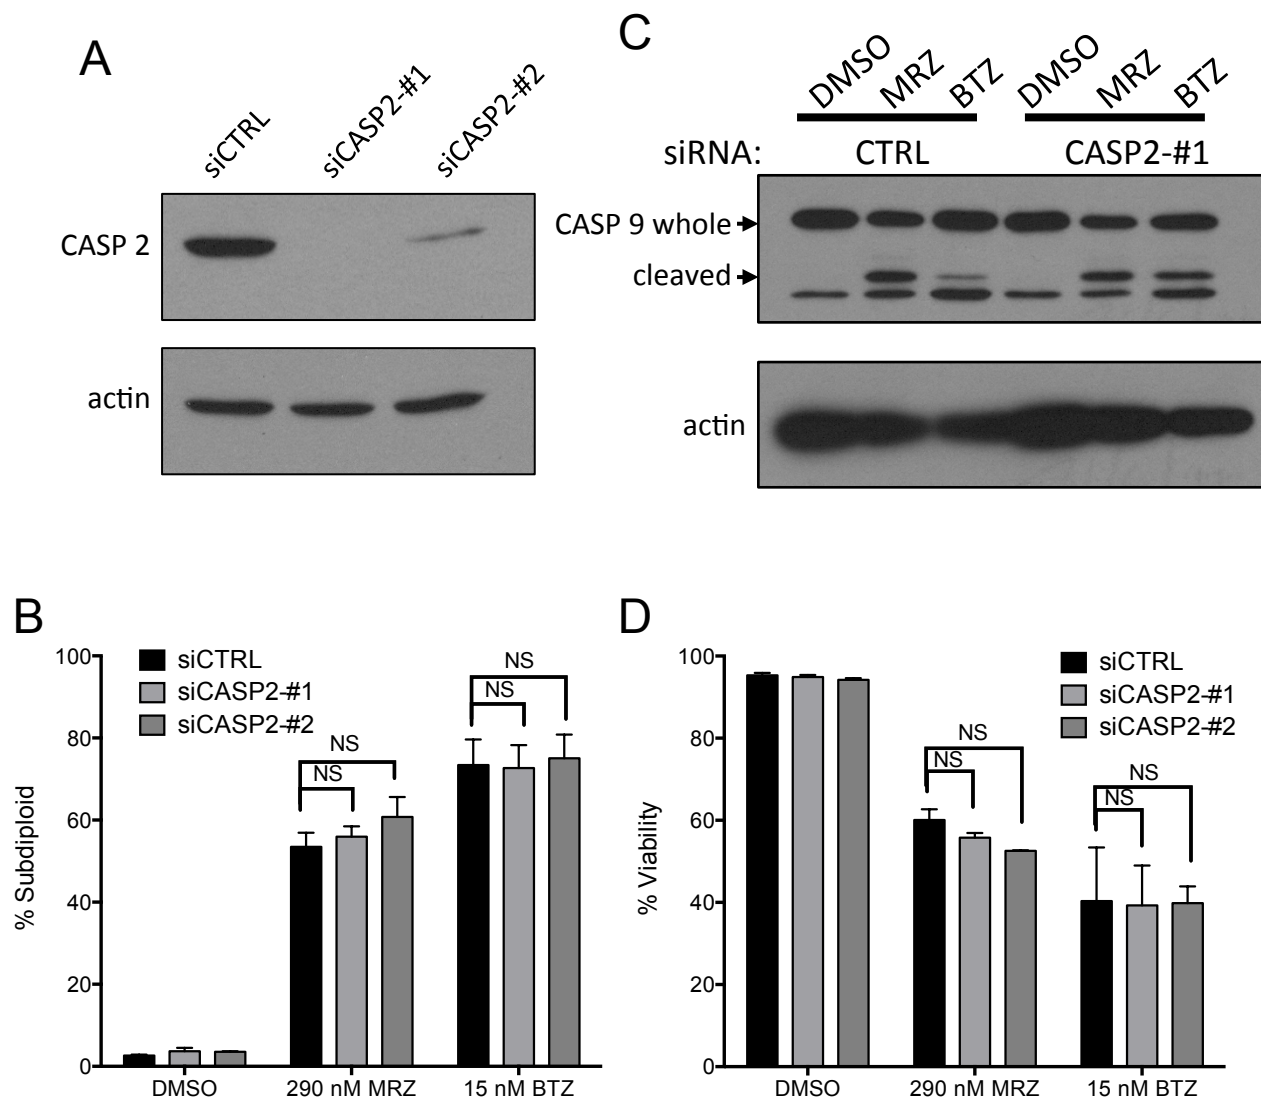 A
siCTRL
siCASP2-#1
siCASP2-#2
CASP 2
actin
C
DMSO
MRZ
BTZ
DMSO
MRZ
BTZ
siRNA:
CTRL
CASP2-#1
CASP 9 whole
cleaved
actin
B
siCTRL
siCASP2-#1
siCASP2-#2
% Subdiploid
100
80
60
40
20
0
NS
NS
NS
NS
DMSO
290 nM MRZ
15 nM BTZ
D
siCTRL
siCASP2-#1
siCASP2-#2
% Viability
100
80
60
40
20
0
NS
NS
NS
NS
DMSO
290 nM MRZ
15 nM BTZ